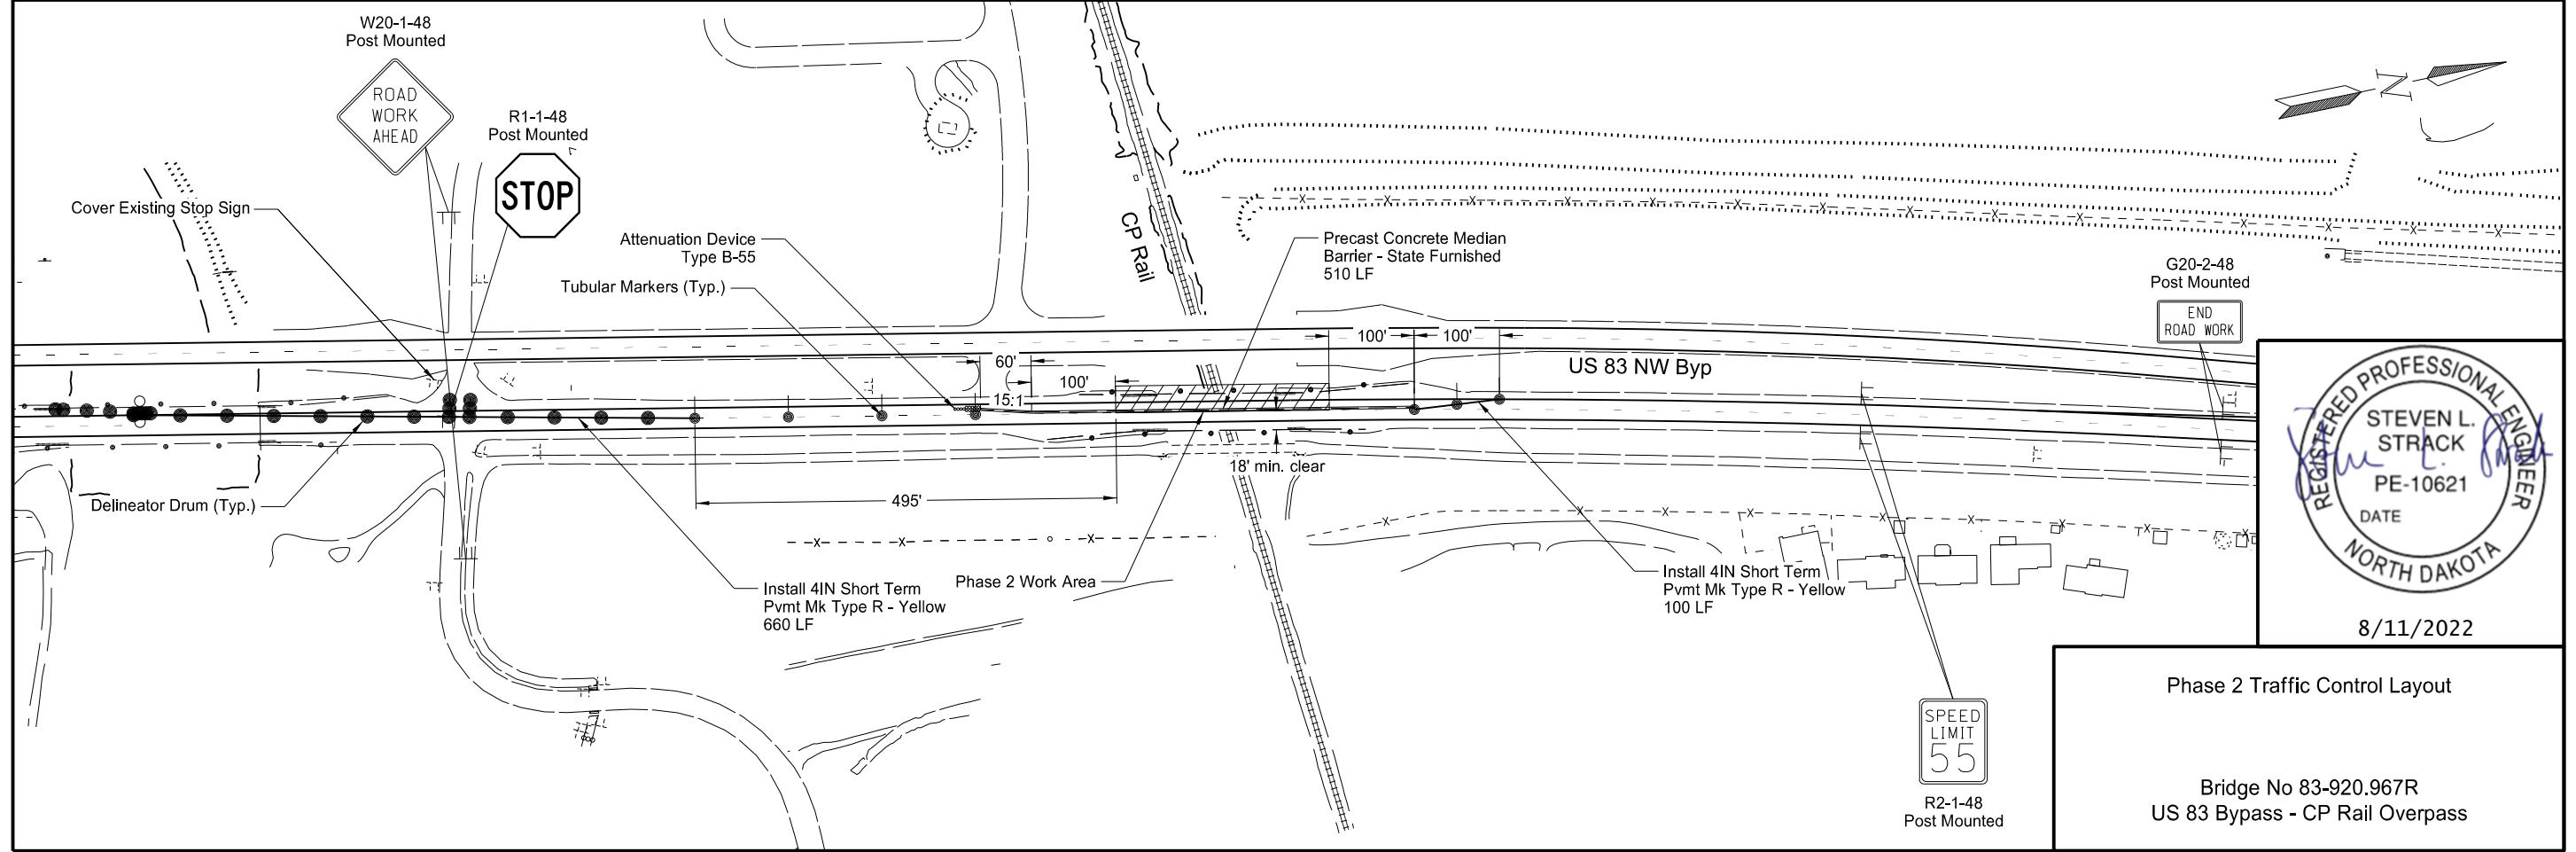 W20-1-48
Post Mounted
ROAD
WORK
AHEAD
R1-1-48
Post Mounted
STOP
Cover Existing Stop Sign
Attenuation Device
Type B-55
Tubular Markers (Typ.)
CP Rail
Precast Concrete Median
Barrier - State Furnished
510 LF
N
G20-2-48
Post Mounted
END
ROAD WORK
100'
100'
60'
100'
15:1
US 83 NW Byp
18' min. clear
495'
Delineator Drum (Typ.)
Install 4IN Short Term
Pvmt Mk Type R - Yellow
660 LF
Phase 2 Work Area
Install 4IN Short Term
Pvmt Mk Type R - Yellow
100 LF
SPEED
LIMIT
55
R2-1-48
Post Mounted
REGISTERED PROFESSIONAL ENGINEER
STEVEN L.
STRACK
PE-10621
DATE
NORTH DAKOTA
8/11/2022
Phase 2 Traffic Control Layout
Bridge No 83-920.967R
US 83 Bypass - CP Rail Overpass